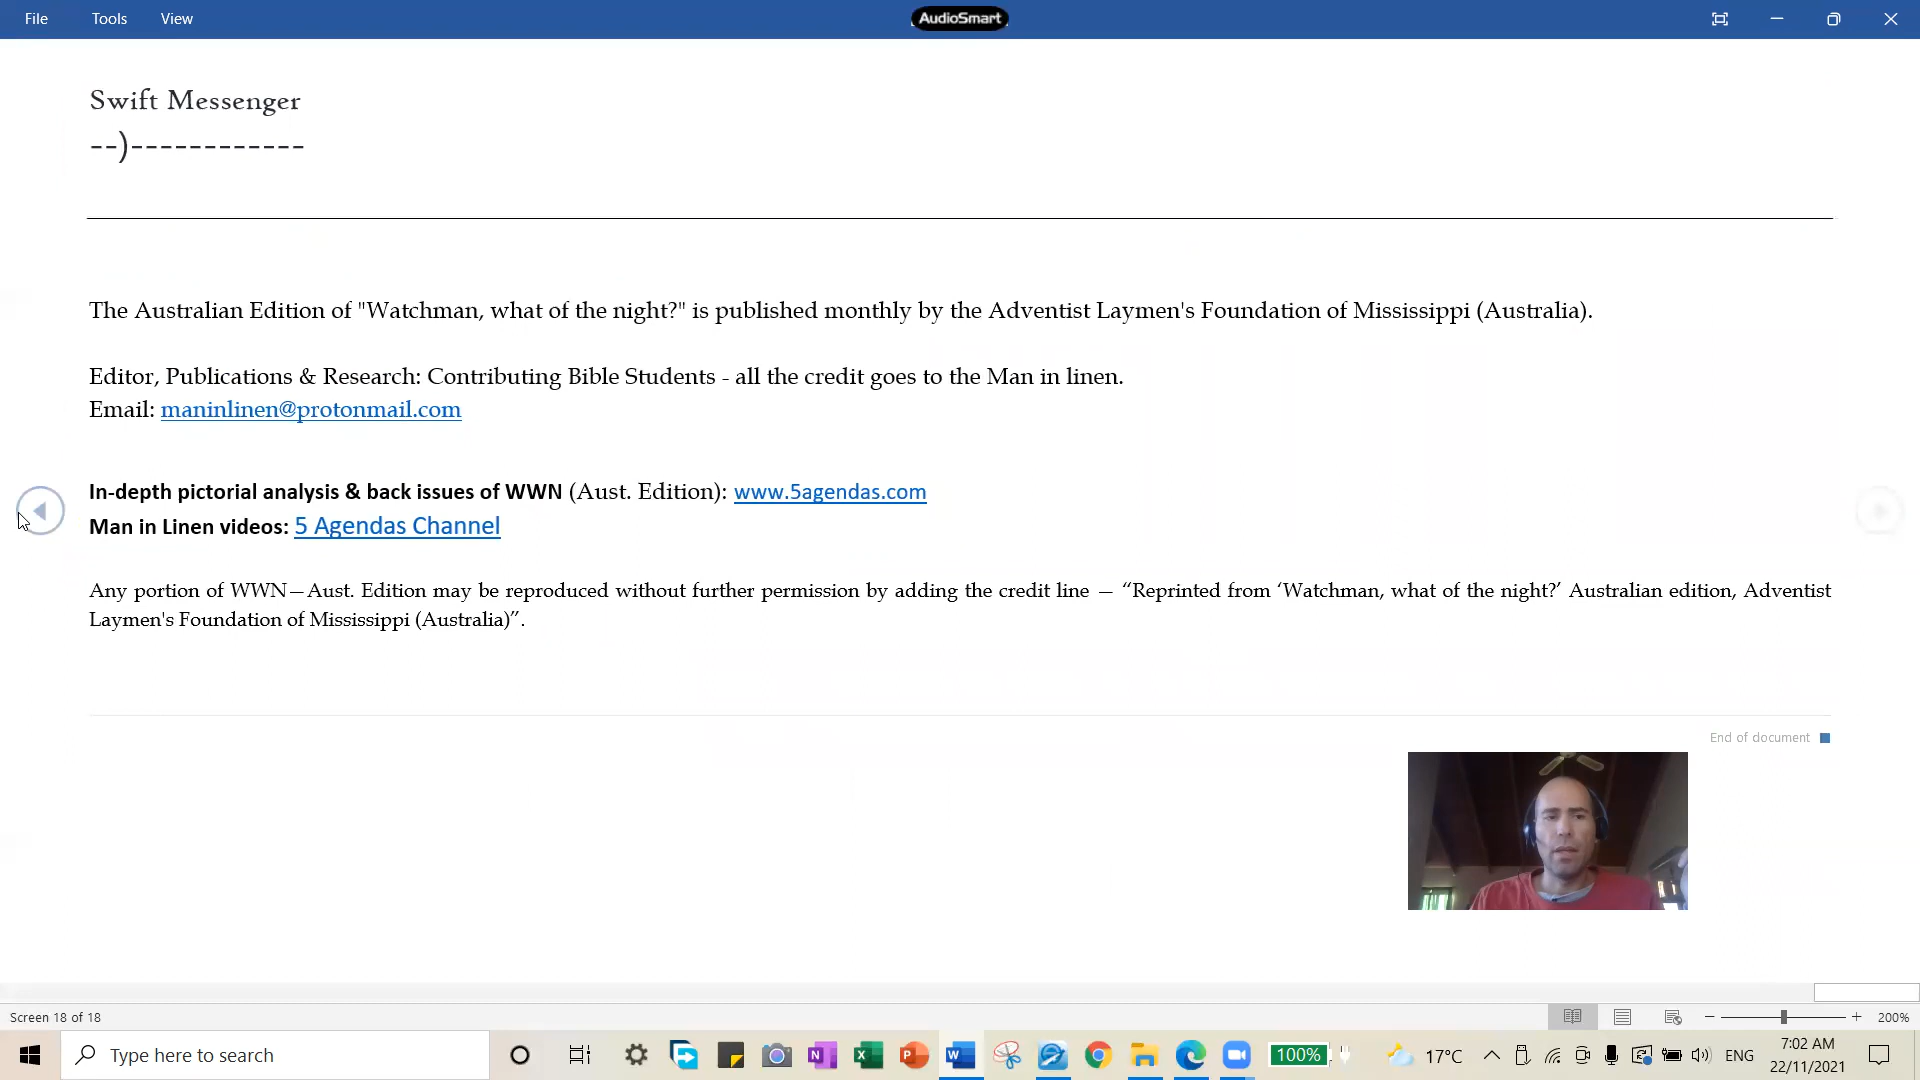 File Tools View AudioSmart
Swift Messenger
--)------------
The Australian Edition of "Watchman, what of the night?" is published monthly by the Adventist Laymen's Foundation of Mississippi (Australia).
Editor, Publications & Research: Contributing Bible Students - all the credit goes to the Man in linen.
Email: maninlinen@protonmail.com
In-depth pictorial analysis & back issues of WWN (Aust. Edition): www.5agendas.com
Man in Linen videos: 5 Agendas Channel
Any portion of WWN—Aust. Edition may be reproduced without further permission by adding the credit line — “Reprinted from ‘Watchman, what of the night?’ Australian edition, Adventist
Laymen's Foundation of Mississippi (Australia)”.
End of document
Screen 18 of 18
200%
Type here to search
100%
17°C
ENG
7:02 AM
22/11/2021